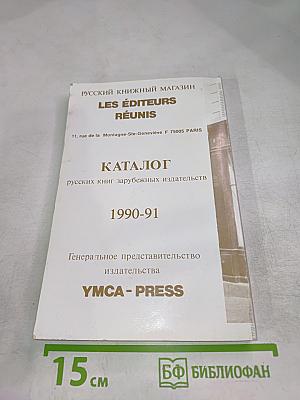 РУССКИЙ КНИЖНЫЙ МАГАЗИН
LES ÉDITEURS
RÉUNIS
11, rue de la Montagne-Ste-Geneviève F 75005 PARIS
КАТАЛОГ
русских книг зарубежных издательств
1990-91
Генеральное представительство
издательства
YMCA-PRESS
15 см
БФ БИБЛИОФАН